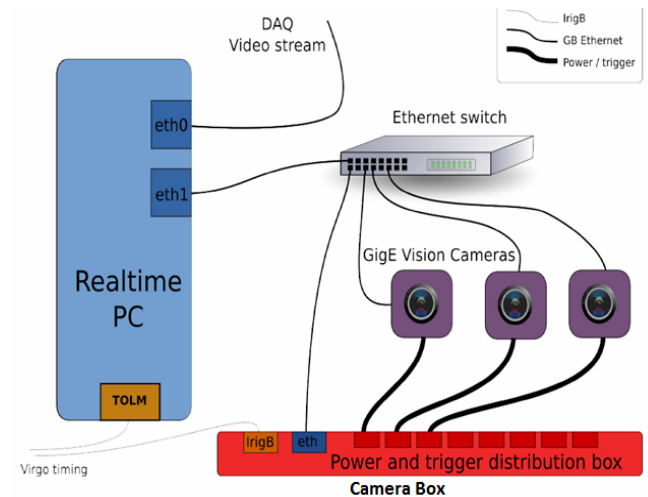 DAQ
Video stream
IrigB
GB Ethernet
Power / trigger
eth0
Ethernet switch
eth1
GigE Vision Cameras
Realtime
PC
TOLM
IrigB
eth
Power and trigger distribution box
Virgo timing
Camera Box